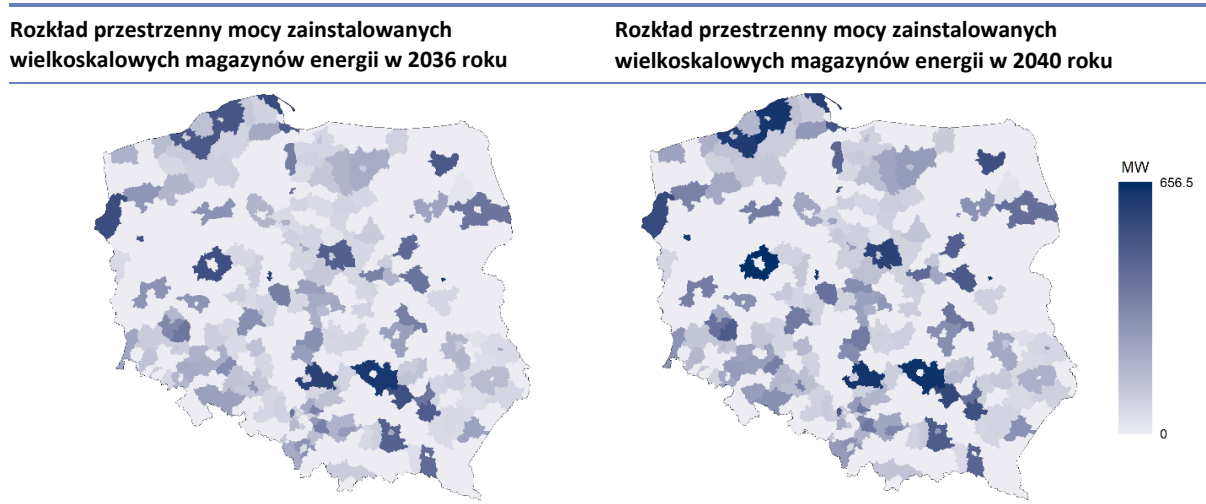 Rozkład przestrzenny mocy zainstalowanych
wielkoskalowych magazynów energii w 2036 roku
Rozkład przestrzenny mocy zainstalowanych
wielkoskalowych magazynów energii w 2040 roku
MW
656.5
0